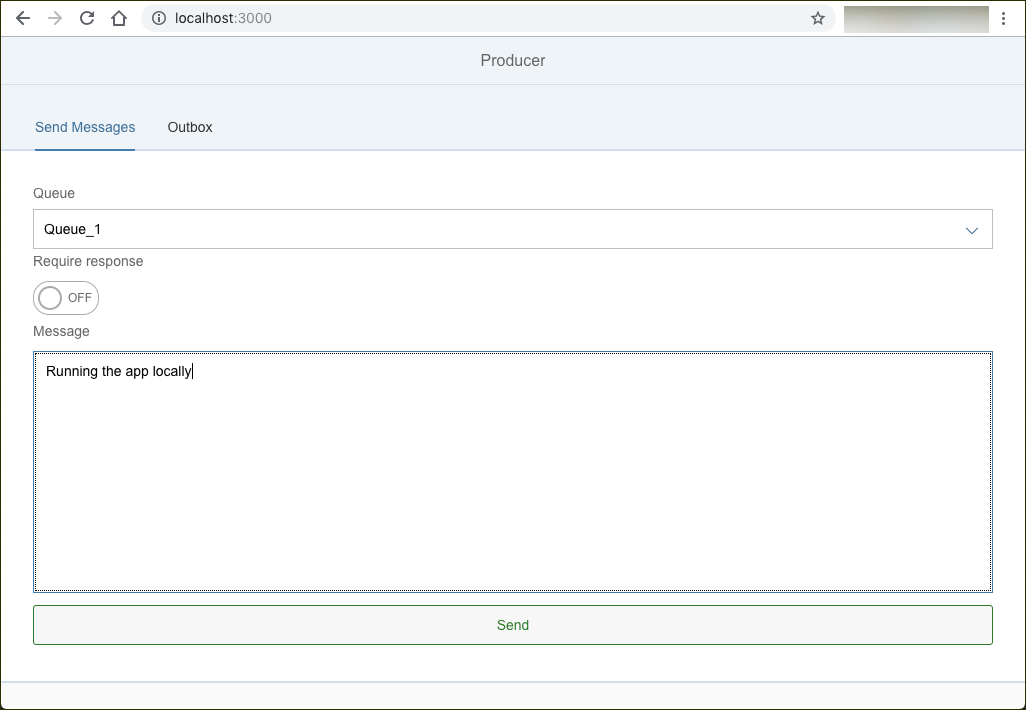 localhost:3000
Producer
Send Messages
Outbox
Queue
Queue_1
Require response
OFF
Message
Running the app locally
Send